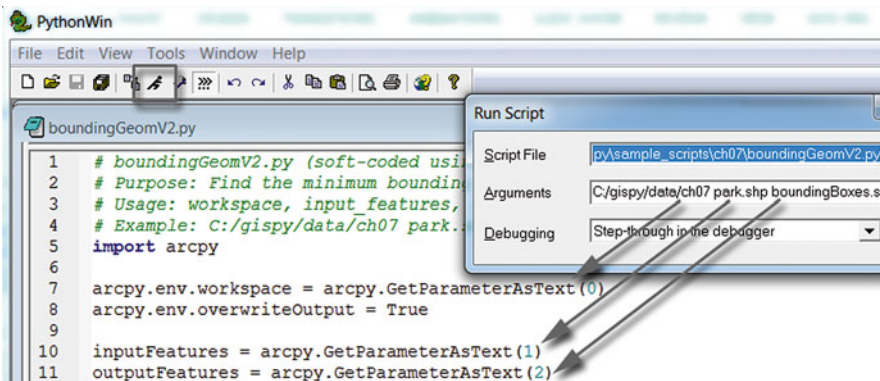 PythonWin
File Edit View Tools Window Help
boundingGeomV2.py
1 # boundingGeomV2.py (soft-coded usi
2 # Purpose: Find the minimum bounding
3 # Usage: workspace, input_features,
4 # Example: C:/gispy/data/ch07 park.
5 import arcpy
6
7 arcpy.env.workspace = arcpy.GetParameterAsText(0)
8 arcpy.env.overwriteOutput = True
9
10 inputFeatures = arcpy.GetParameterAsText(1)
11 outputFeatures = arcpy.GetParameterAsText(2)
Run Script
Script File py\sample_scripts\ch07\boundingGeomV2.py
Arguments C:/gispy/data/ch07 park.shp boundingBoxes.s
Debugging Step-through in the debugger